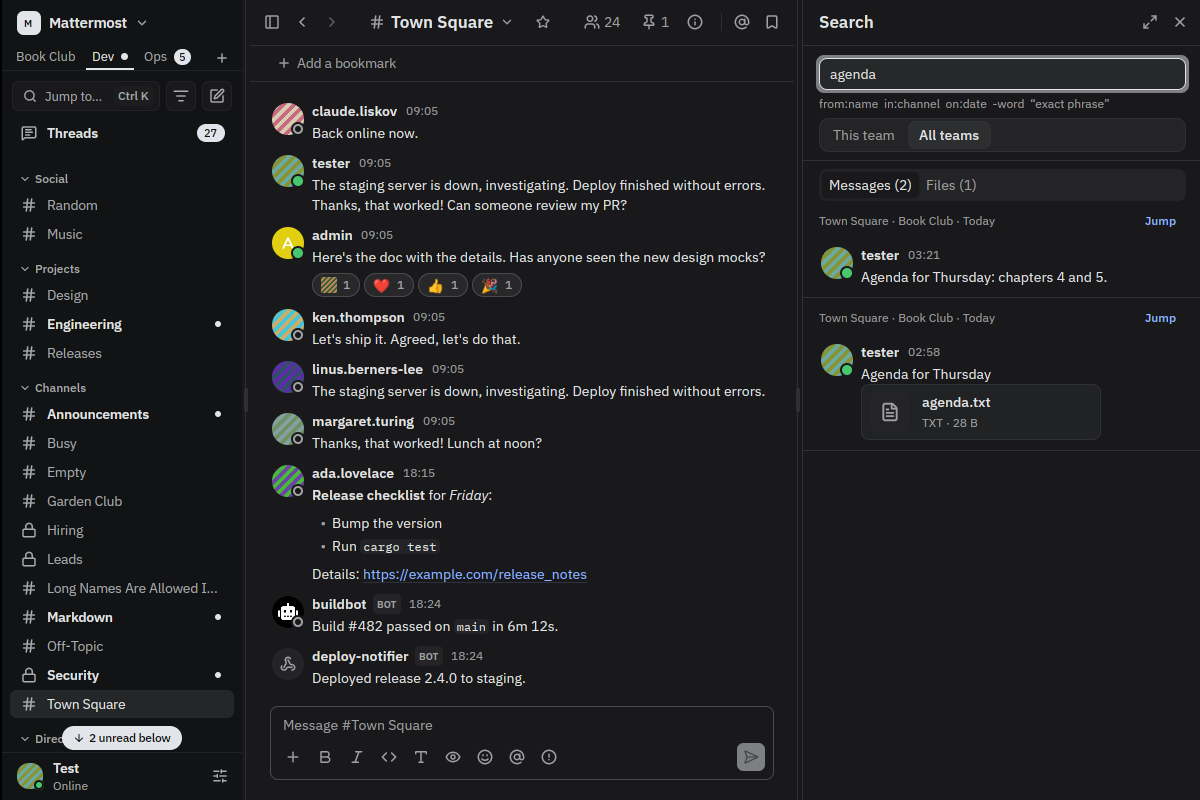 M Mattermost
Book Club Dev Ops 5
Jump to... Ctrl K
Threads 27
Social
Random
Music
Projects
Design
Engineering
Releases
Channels
Announcements
Busy
Empty
Garden Club
Hiring
Leads
Long Names Are Allowed I...
Markdown
Off-Topic
Security
Town Square
2 unread below
Test
Online
Town Square 24 1
Add a bookmark
claude.liskov 09:05
Back online now.
tester 09:05
The staging server is down, investigating. Deploy finished without errors.
Thanks, that worked! Can someone review my PR?
A admin 09:05
Here's the doc with the details. Has anyone seen the new design mocks?
1 1 1 1
ken.thompson 09:05
Let's ship it. Agreed, let's do that.
linus.berners-lee 09:05
The staging server is down, investigating. Deploy finished without errors.
margaret.turing 09:05
Thanks, that worked! Lunch at noon?
ada.lovelace 18:15
Release checklist for Friday:
Bump the version
Run cargo test
Details: https://example.com/release_notes
buildbot BOT 18:24
Build #482 passed on main in 6m 12s.
deploy-notifier BOT 18:24
Deployed release 2.4.0 to staging.
Message #Town Square
Search
agenda
from:name in:channel on:date -word “exact phrase”
This team All teams
Messages (2) Files (1)
Town Square · Book Club · Today Jump
tester 03:21
Agenda for Thursday: chapters 4 and 5.
Town Square · Book Club · Today Jump
tester 02:58
Agenda for Thursday
agenda.txt
TXT · 28 B